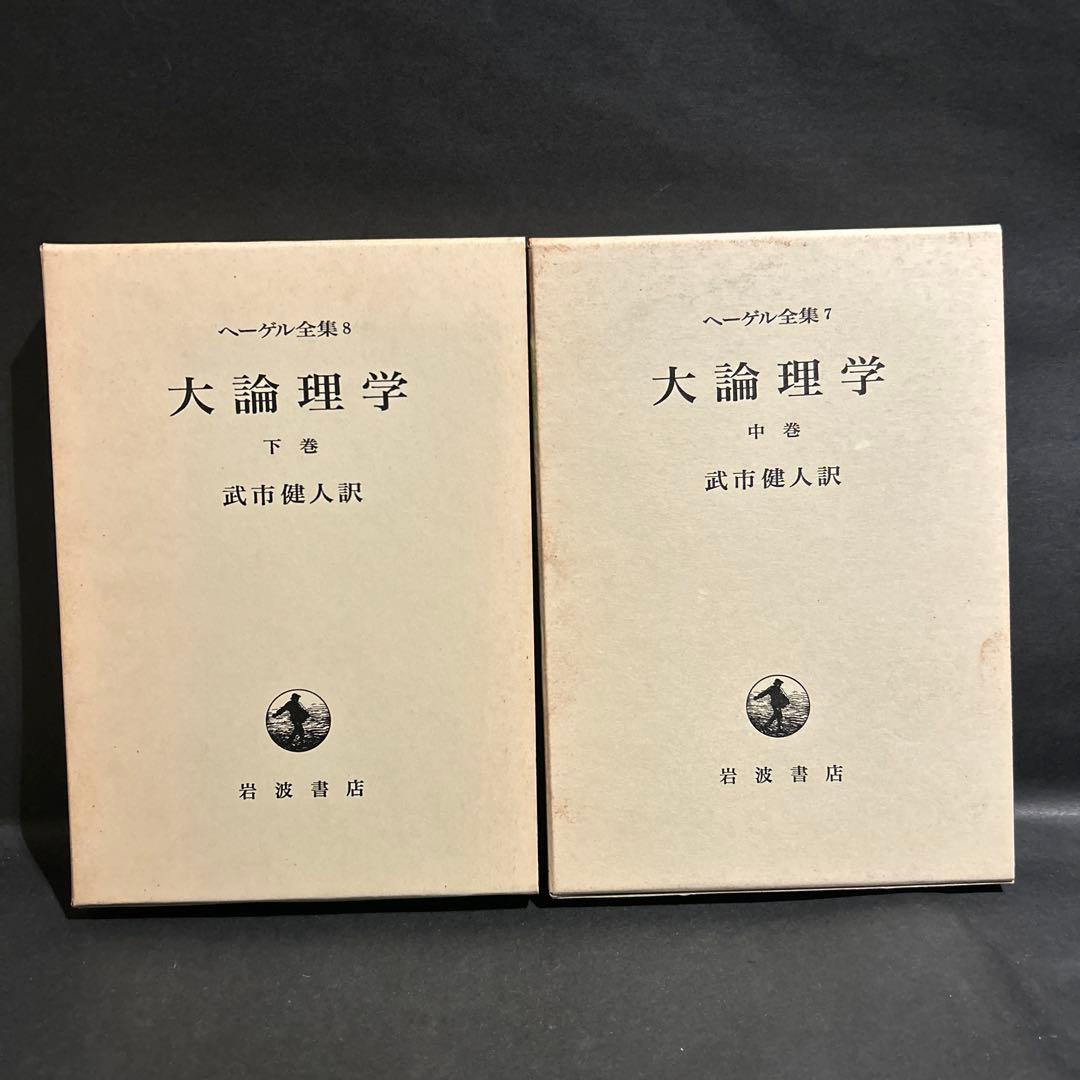 ヘーゲル全集8
大論理学
下巻
武市健人訳
岩波書店
ヘーゲル全集7
大論理学
中巻
武市健人訳
岩波書店